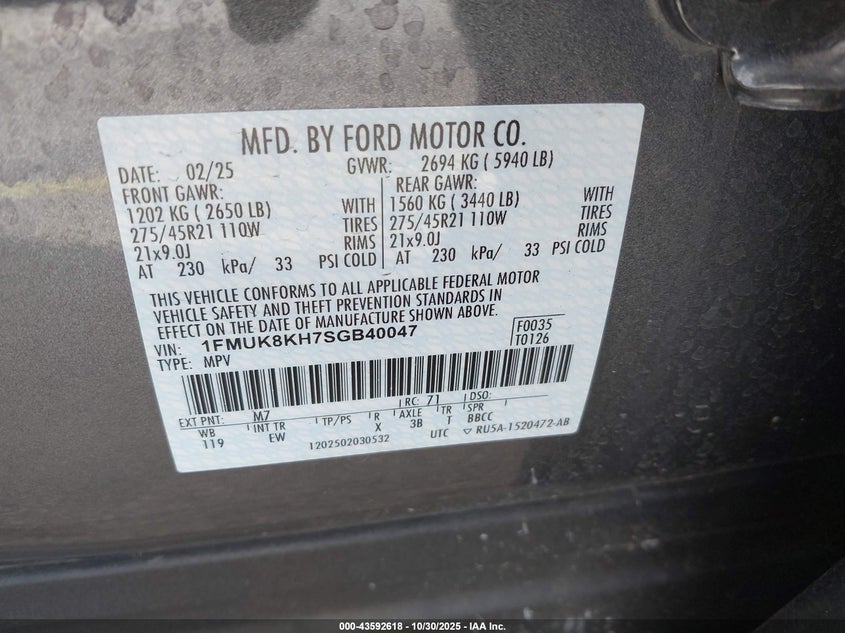 MFD. BY FORD MOTOR CO.
DATE: 02/25 GVWR: 2694 KG ( 5940 LB)
FRONT GAWR: REAR GAWR:
1202 KG ( 2650 LB) WITH 1560 KG ( 3440 LB) WITH
275/45R21 110W TIRES 275/45R21 110W TIRES
21x9.0J RIMS 21x9.0J RIMS
AT 230 kPa/ 33 PSI COLD AT 230 kPa/ 33 PSI COLD
THIS VEHICLE CONFORMS TO ALL APPLICABLE FEDERAL MOTOR
VEHICLE SAFETY AND THEFT PREVENTION STANDARDS IN
EFFECT ON THE DATE OF MANUFACTURE SHOWN ABOVE.
VIN: 1FMUK8KH7SGB40047 F0035
TYPE: MPV T0126
EXT PNT: M7 RC: 71 DSO:
WB INT TR TP/PS R AXLE TR SPR
119 EW X 3B T BBCC
1202502030532 UTC ▽ RU5A-1520472-AB
000-43592618 - 10/30/2025 - IAA Inc.